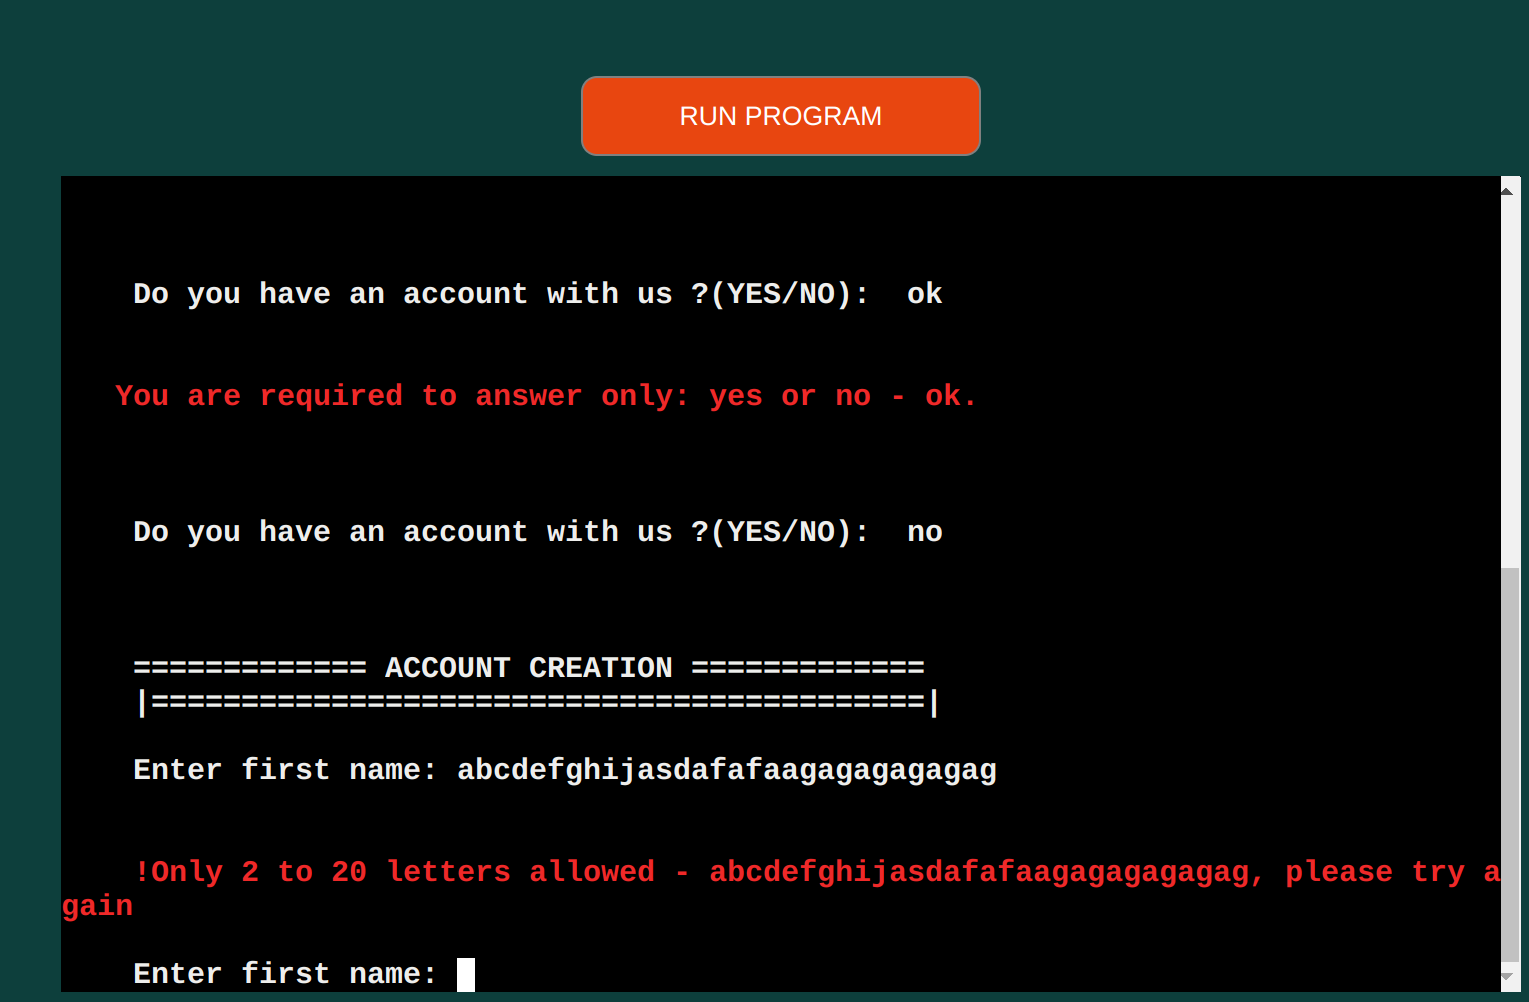 RUN PROGRAM
Do you have an account with us ?(YES/NO):  ok
You are required to answer only: yes or no - ok.
Do you have an account with us ?(YES/NO):  no
============= ACCOUNT CREATION =============
|===========================================|
Enter first name: abcdefghijasdafafaagagagagagag
!Only 2 to 20 letters allowed - abcdefghijasdafafaagagagagagag, please try a
gain
Enter first name: